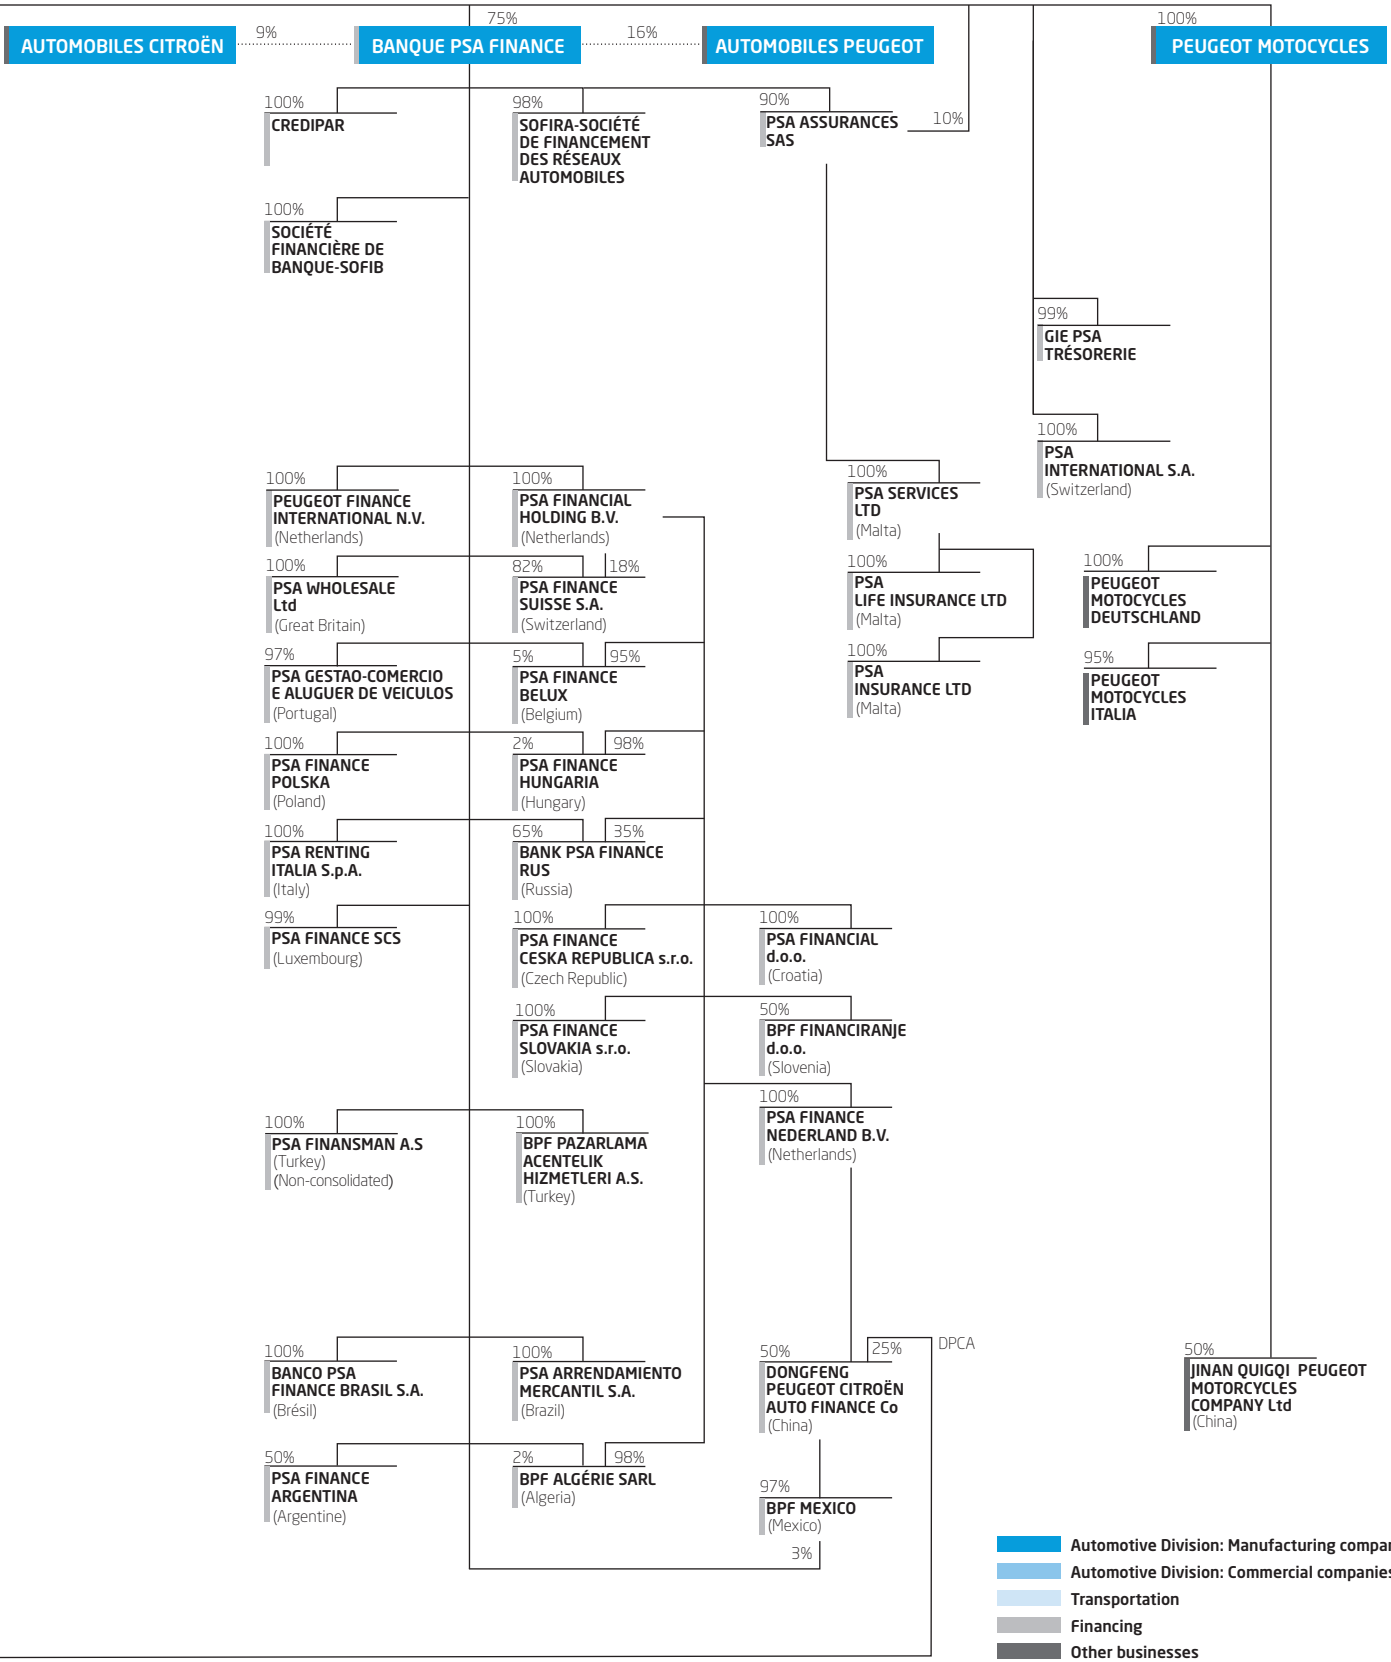 75%
100%
AUTOMOBILES CITROËN
9%
BANQUE PSA FINANCE
16%
AUTOMOBILES PEUGEOT
PEUGEOT MOTOCYCLES
100%
CREDIPAR
98%
SOFIRA-SOCIÉTÉ
DE FINANCEMENT
DES RÉSEAUX
AUTOMOBILES
90%
PSA ASSURANCES
SAS
10%
100%
SOCIÉTÉ
FINANCIÈRE DE
BANQUE-SOFIB
99%
GIE PSA
TRÉSORERIE
100%
PSA
INTERNATIONAL S.A.
(Switzerland)
100%
PEUGEOT FINANCE
INTERNATIONAL N.V.
(Netherlands)
100%
PSA FINANCIAL
HOLDING B.V.
(Netherlands)
100%
PSA SERVICES
LTD
(Malta)
100%
PSA WHOLESALE
Ltd
(Great Britain)
82%
18%
PSA FINANCE
SUISSE S.A.
(Switzerland)
100%
PSA
LIFE INSURANCE LTD
(Malta)
100%
PEUGEOT
MOTOCYCLES
DEUTSCHLAND
97%
PSA GESTAO-COMERCIO
E ALUGUER DE VEICULOS
(Portugal)
5%
95%
PSA FINANCE
BELUX
(Belgium)
100%
PSA
INSURANCE LTD
(Malta)
95%
PEUGEOT
MOTOCYCLES
ITALIA
100%
PSA FINANCE
POLSKA
(Poland)
2%
98%
PSA FINANCE
HUNGARIA
(Hungary)
100%
PSA RENTING
ITALIA S.p.A.
(Italy)
65%
35%
BANK PSA FINANCE
RUS
(Russia)
99%
PSA FINANCE SCS
(Luxembourg)
100%
PSA FINANCE
CESKA REPUBLICA s.r.o.
(Czech Republic)
100%
PSA FINANCIAL
d.o.o.
(Croatia)
100%
PSA FINANCE
SLOVAKIA s.r.o.
(Slovakia)
50%
BPF FINANCIRANJE
d.o.o.
(Slovenia)
100%
PSA FINANCE
NEDERLAND B.V.
(Netherlands)
100%
PSA FINANSMAN A.S
(Turkey)
(Non-consolidated)
100%
BPF PAZARLAMA
ACENTELIK
HIZMETLERI A.S.
(Turkey)
100%
BANCO PSA
FINANCE BRASIL S.A.
(Brésil)
100%
PSA ARRENDAMIENTO
MERCANTIL S.A.
(Brazil)
50%
25%
DPCA
DONGFENG
PEUGEOT CITROËN
AUTO FINANCE Co
(China)
50%
JINAN QUIGQI PEUGEOT
MOTORCYCLES
COMPANY Ltd
(China)
50%
PSA FINANCE
ARGENTINA
(Argentine)
2%
98%
BPF ALGÉRIE SARL
(Algeria)
97%
BPF MEXICO
(Mexico)
3%
Automotive Division: Manufacturing compan
Automotive Division: Commercial companies
Transportation
Financing
Other businesses